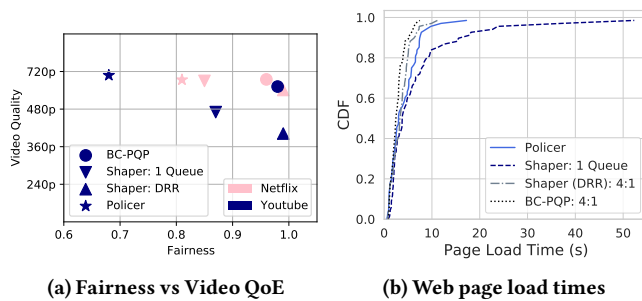 720p
480p
360p
240p
Video Quality
BC-PQP
Shaper: 1 Queue
Shaper: DRR
Policer
Netflix
Youtube
0.6 0.7 0.8 0.9 1.0
Fairness
(a) Fairness vs Video QoE
1.0
0.8
0.6
0.4
0.2
0.0
CDF
Policer
Shaper: 1 Queue
Shaper (DRR): 4:1
BC-PQP: 4:1
0 10 20 30 40 50
Page Load Time (s)
(b) Web page load times